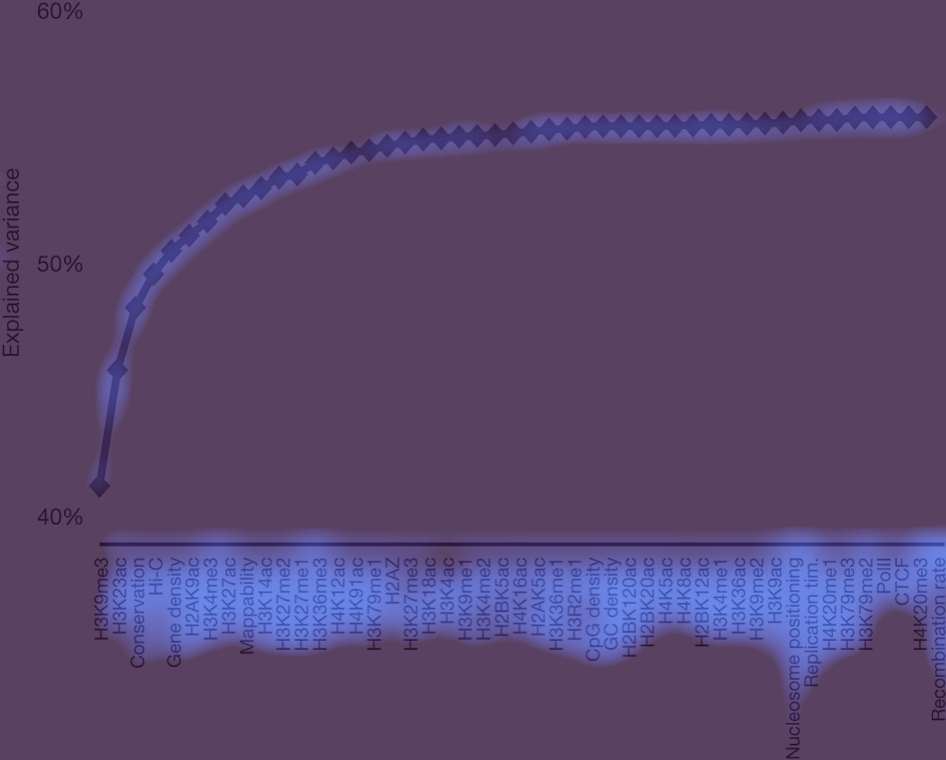 60%
50%
40%
Explained variance
H3K9me3
H3K23ac
Conservation
Hi-C
Gene density
H2AK9ac
H3K4me3
H3K27ac
Mappability
H3K14ac
H3K27me2
H3K27me1
H3K36me3
H4K12ac
H4K91ac
H3K79me1
H2AZ
H3K27me3
H3K18ac
H3K4ac
H3K9me1
H3K4me2
H2BK5ac
H4K16ac
H2AK5ac
H3K36me1
H3R2me1
CpG density
GC density
H2BK120ac
H2BK20ac
H4K5ac
H4K8ac
H2BK12ac
H3K4me1
H3K36ac
H3K9me2
H3K9ac
Nucleosome positioning
Replication tim.
H4K20me1
H3K79me3
H3K79me2
PolII
CTCF
H4K20me3
Recombination rate